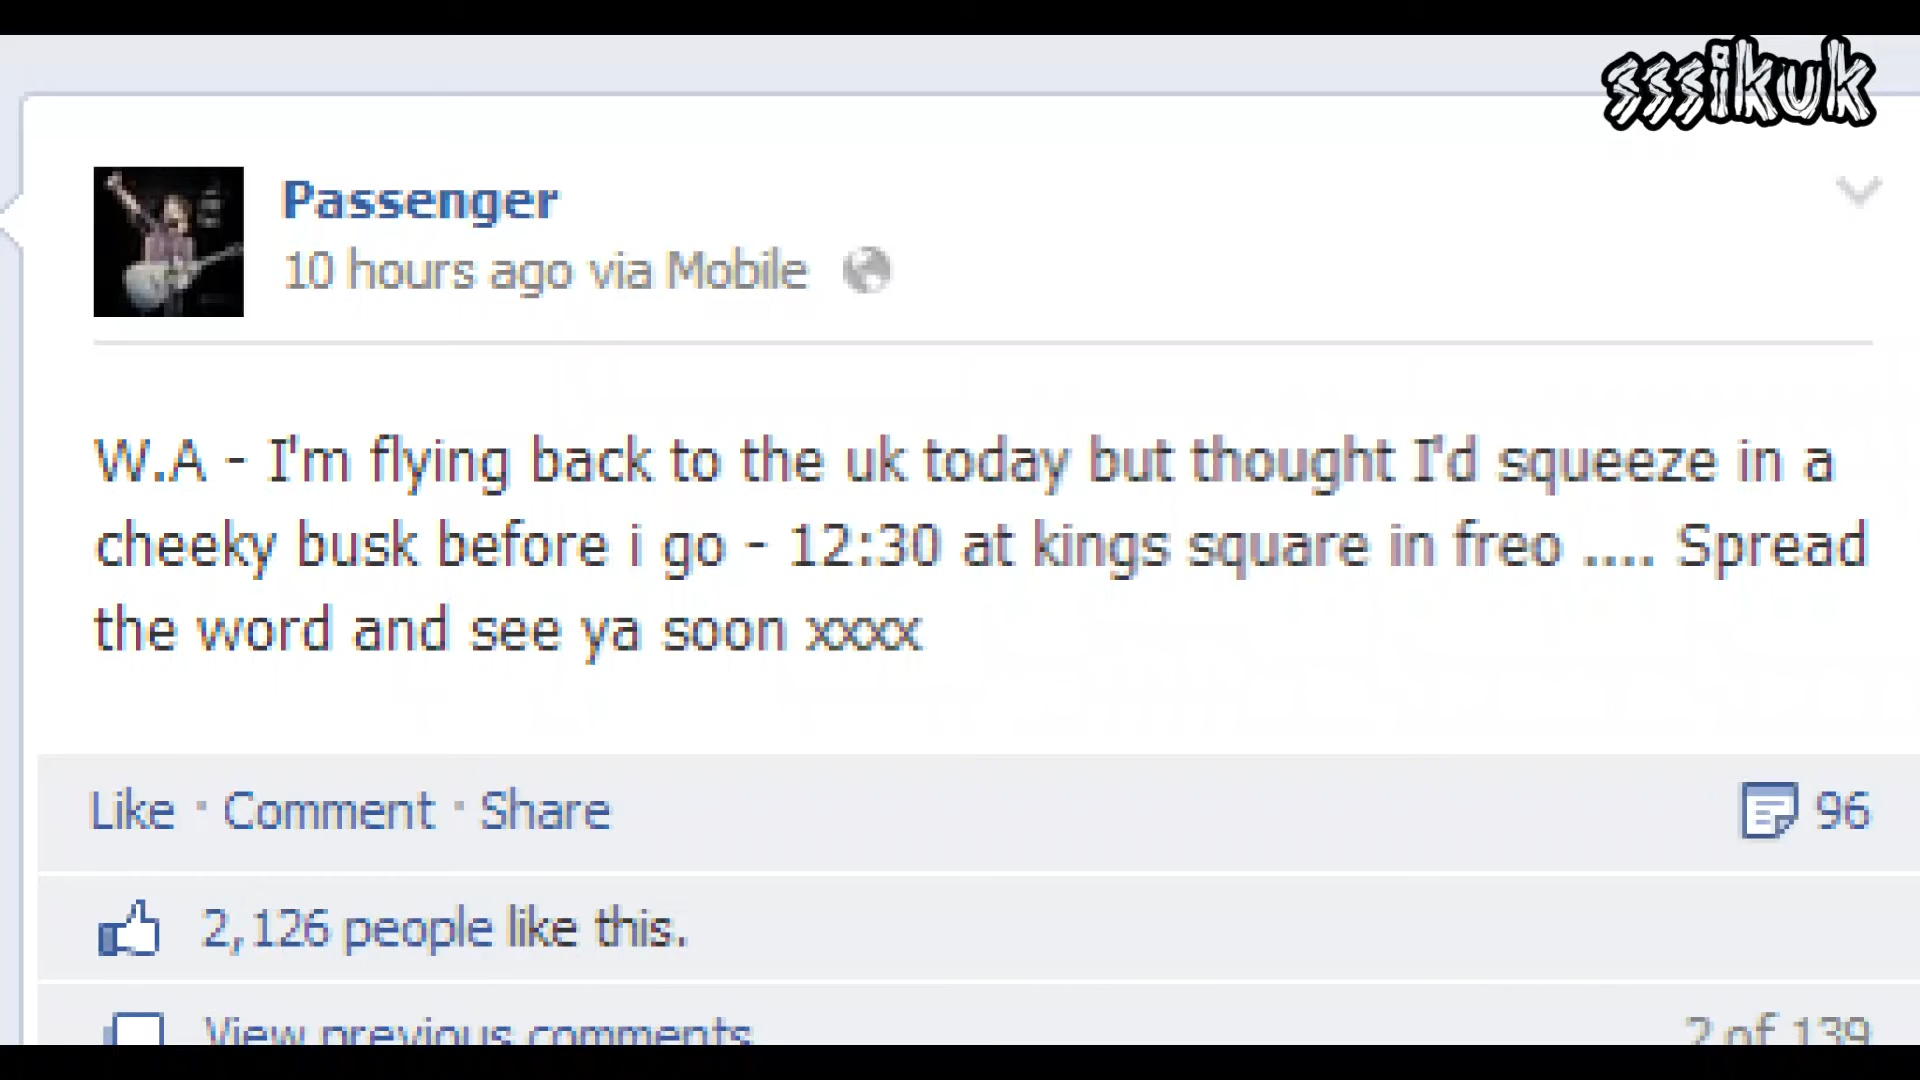 sssikuk
Passenger
10 hours ago via Mobile
W.A - I'm flying back to the uk today but thought I'd squeeze in a
cheeky busk before i go - 12:30 at kings square in freo .... Spread
the word and see ya soon xxxx
Like · Comment · Share
96
2,126 people like this.
View previous comments
2 of 139